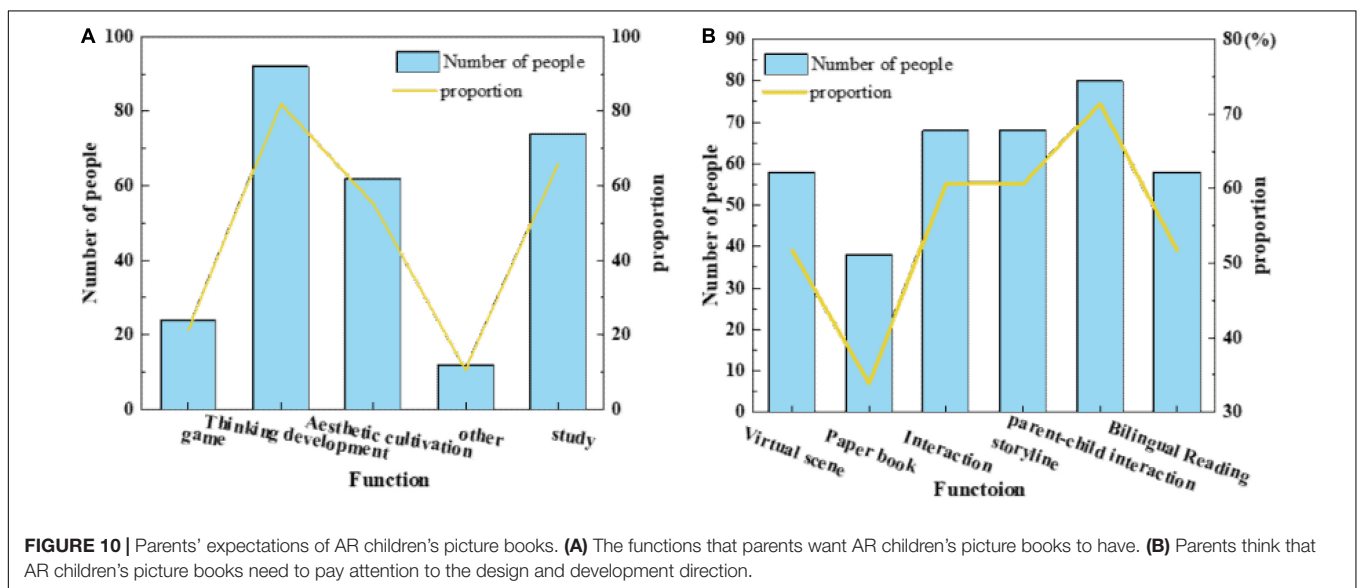 A
100
80
60
40
20
0
Number of people
Number of people
proportion
100
80
60
40
20
0
proportion
game
Thinking development
Aesthetic cultivation
other
study
Function
B
90
80
70
60
50
40
30
20
10
0
Number of people
Number of people
proportion
80
(%)
70
60
50
40
30
proportion
Virtual scene
Paper book
Interaction
storyline
parent-child interaction
Bilingual Reading
Functoion
FIGURE 10 | Parents’ expectations of AR children’s picture books. (A) The functions that parents want AR children’s picture books to have. (B) Parents think that
AR children’s picture books need to pay attention to the design and development direction.